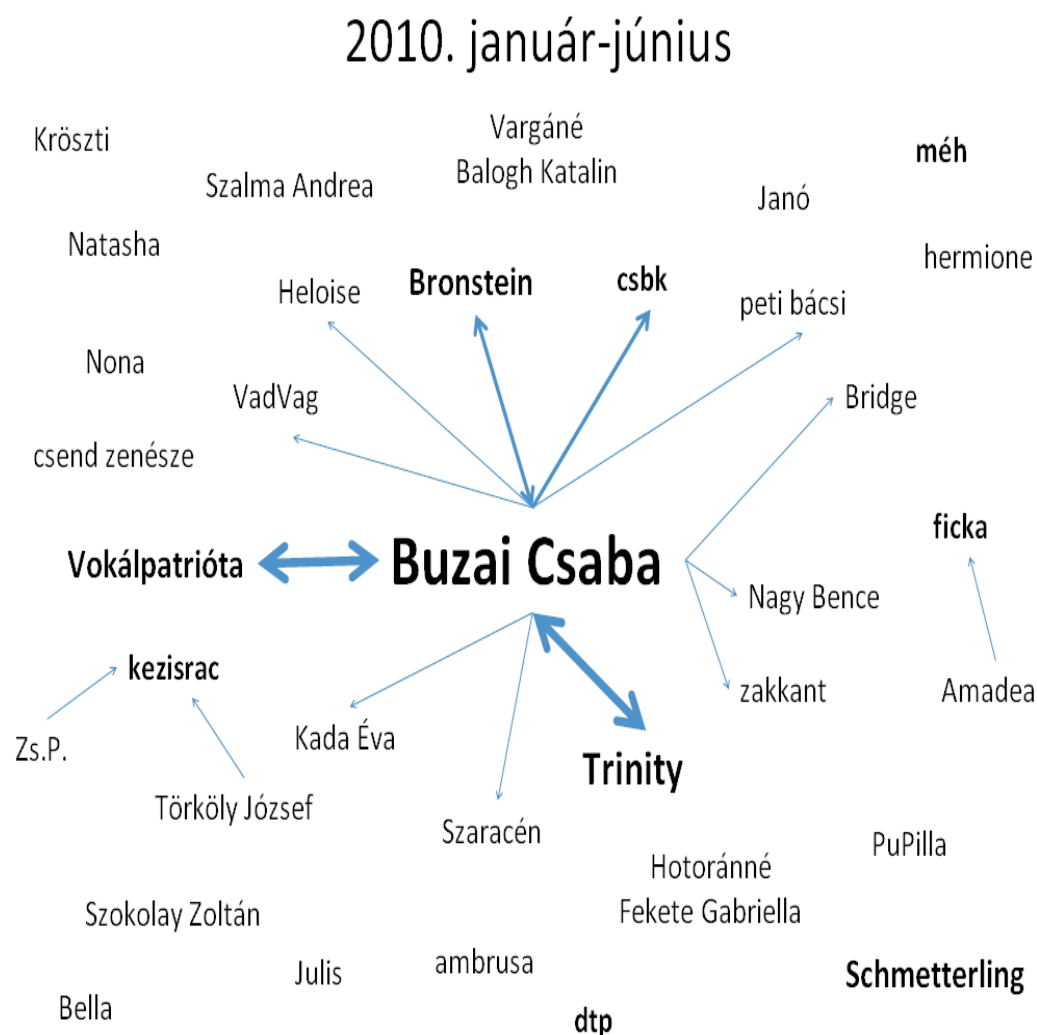 2010. január-június
Kröszti
Vargáné
Balogh Katalin
méh
Szalma Andrea
Janó
Natasha
hermione
Heloise
Bronstein
csbk
peti bácsi
Nona
VadVag
Bridge
csend zenésze
ficka
Vokálpatrióta
Buzai Csaba
Nagy Bence
kezisrac
zakkant
Amadea
Zs.P.
Kada Éva
Trinity
Törköly József
Szaracén
PuPilla
Hotoránné
Fekete Gabriella
Szokolay Zoltán
Julis
ambrusa
Schmetterling
Bella
dtp